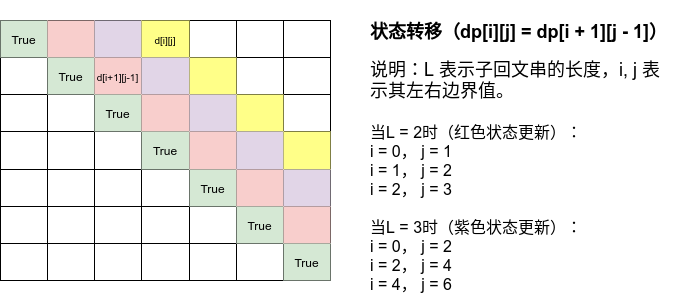 True
d[i][j]
True
d[i+1][j-1]
True
True
True
True
True
状态转移（dp[i][j] = dp[i + 1][j - 1]）
说明：L 表示子回文串的长度，i, j 表
示其左右边界值。
当L = 2时（红色状态更新）：
i = 0， j = 1
i = 1， j = 2
i = 2， j = 3
当L = 3时（紫色状态更新）：
i = 0， j = 2
i = 2， j = 4
i = 4， j = 6